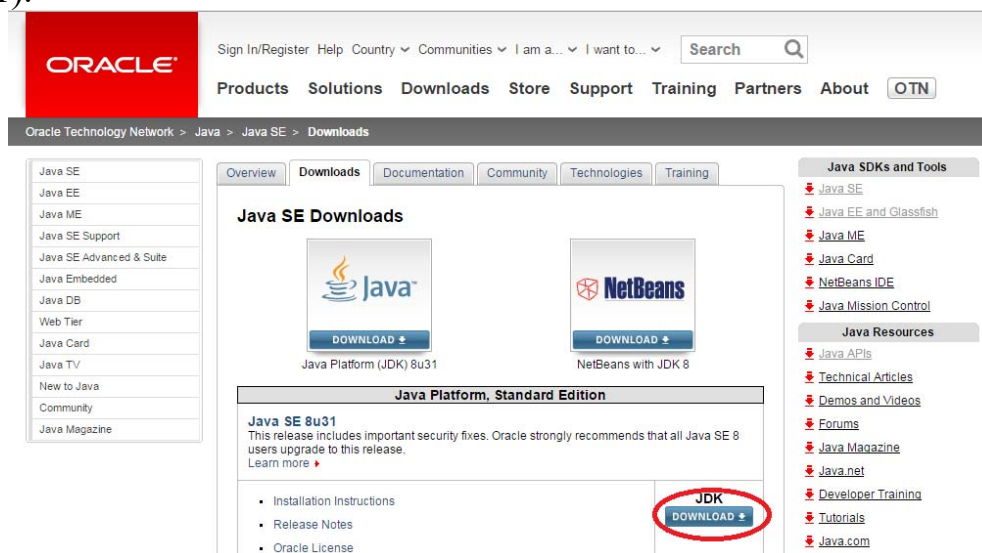 ORACLE
Sign In/Register Help Country Communities I am a... I want to... Search
Products Solutions Downloads Store Support Training Partners About OTN
Oracle Technology Network > Java > Java SE > Downloads
Java SE
Java EE
Java ME
Java SE Support
Java SE Advanced & Suite
Java Embedded
Java DB
Web Tier
Java Card
Java TV
New to Java
Community
Java Magazine
Overview Downloads Documentation Community Technologies Training
Java SE Downloads
Java
DOWNLOAD
Java Platform (JDK) 8u31
NetBeans
DOWNLOAD
NetBeans with JDK 8
Java Platform, Standard Edition
Java SE 8u31
This release includes important security fixes. Oracle strongly recommends that all Java SE 8
users upgrade to this release.
Learn more
Installation Instructions
Release Notes
Oracle License
JDK
DOWNLOAD
Java SDKs and Tools
Java SE
Java EE and Glassfish
Java ME
Java Card
NetBeans IDE
Java Mission Control
Java Resources
Java APIs
Technical Articles
Demos and Videos
Forums
Java Magazine
Java.net
Developer Training
Tutorials
Java.com